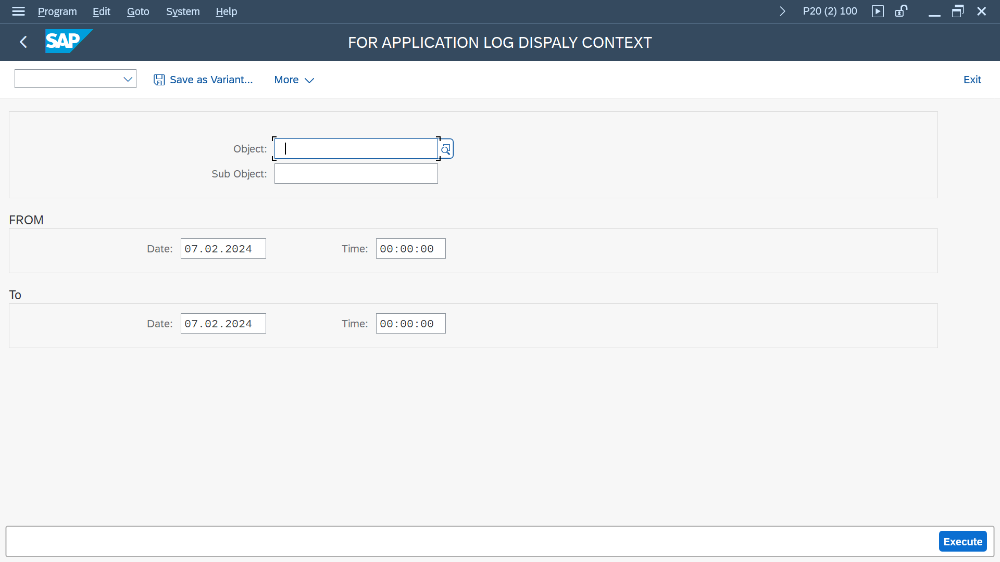 Program Edit Goto System Help P20 (2) 100
SAP FOR APPLICATION LOG DISPALY CONTEXT
Save as Variant... More Exit
Object:
Sub Object:
FROM
Date: 07.02.2024 Time: 00:00:00
To
Date: 07.02.2024 Time: 00:00:00
Execute